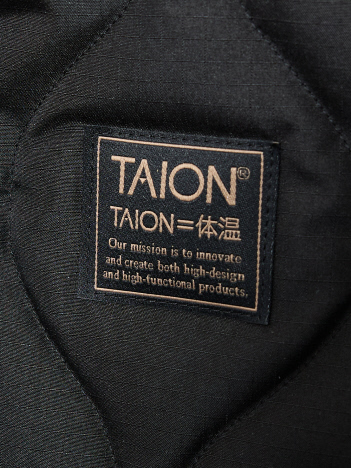 TAION®
TAION=体温
Our mission is to innovate
and create both high-design
and high-functional products.